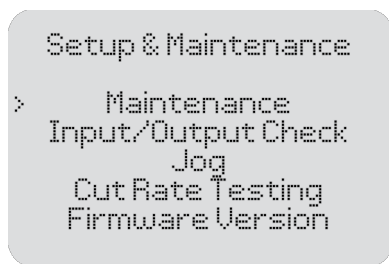 Setup & Maintenance
> Maintenance
Input/Output Check
Jog
Cut Rate Testing
Firmware Version